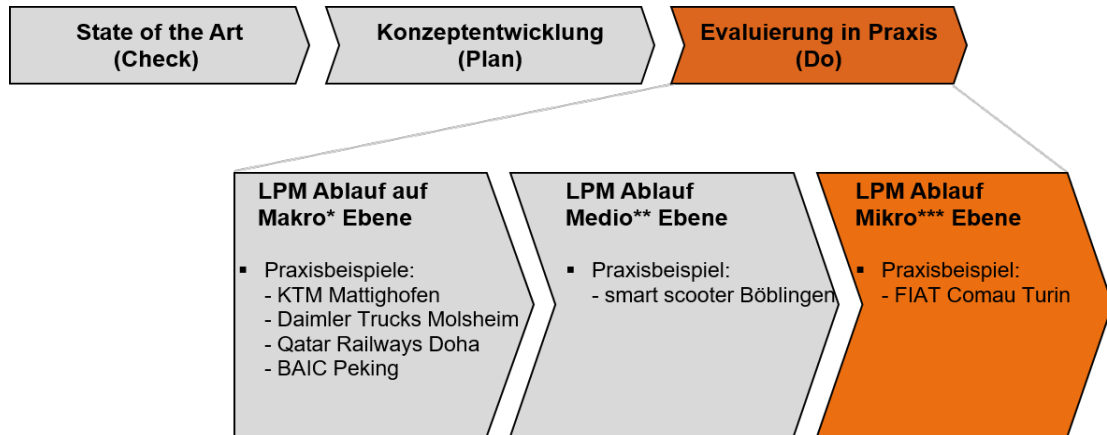 State of the Art
(Check)
Konzeptentwicklung
(Plan)
Evaluierung in Praxis
(Do)
LPM Ablauf auf
Makro* Ebene
▪ Praxisbeispiele:
- KTM Mattighofen
- Daimler Trucks Molsheim
- Qatar Railways Doha
- BAIC Peking
LPM Ablauf
Medio** Ebene
▪ Praxisbeispiel:
- smart scooter Böblingen
LPM Ablauf
Mikro*** Ebene
▪ Praxisbeispiel:
- FIAT Comau Turin